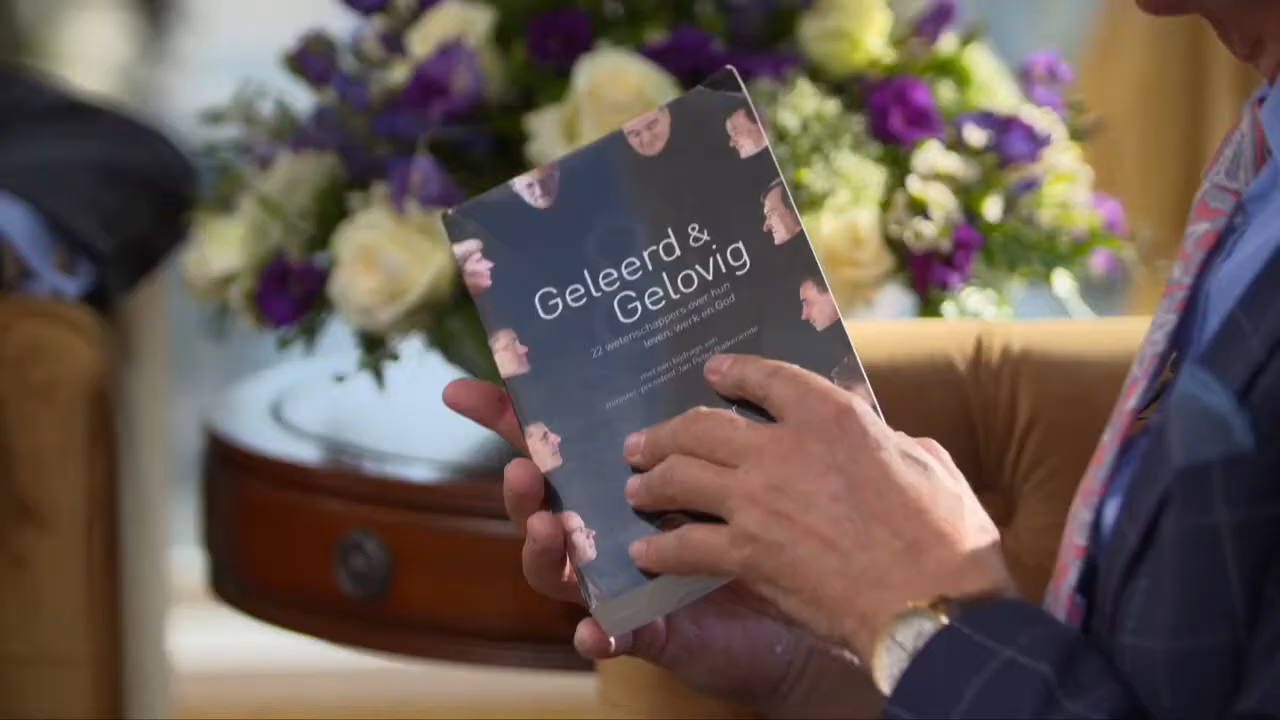 Geleerd &
Gelovig
22 wetenschappers over hun
leven, werk en God
met een bijdrage van
Minister-president Jan Peter Balkenende